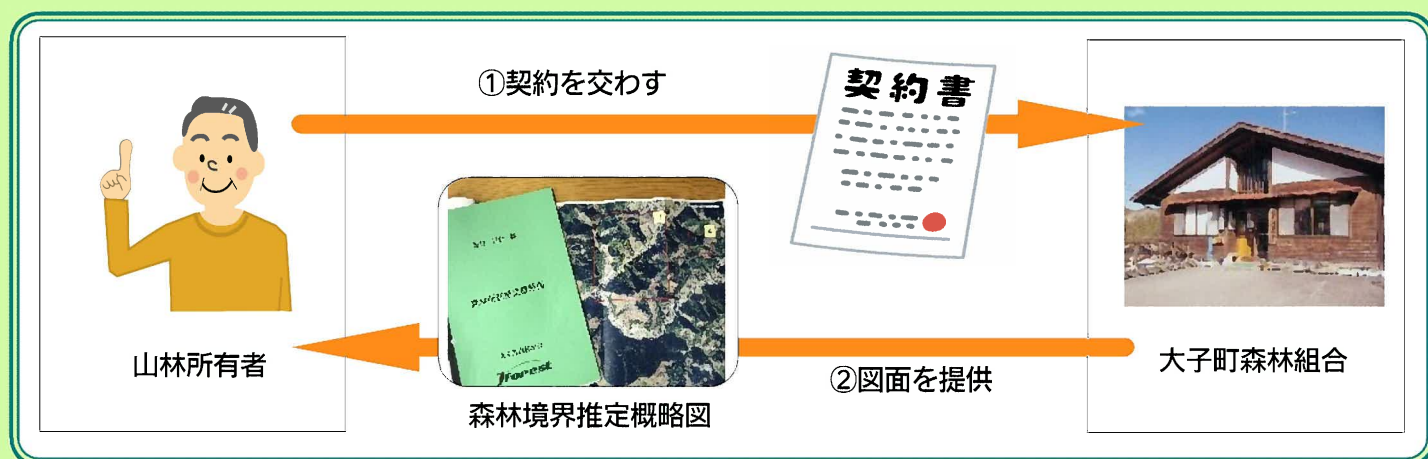 ①契約を交わす
契約書
山林所有者
Forest
森林境界推定概略図
②図面を提供
大子町森林組合